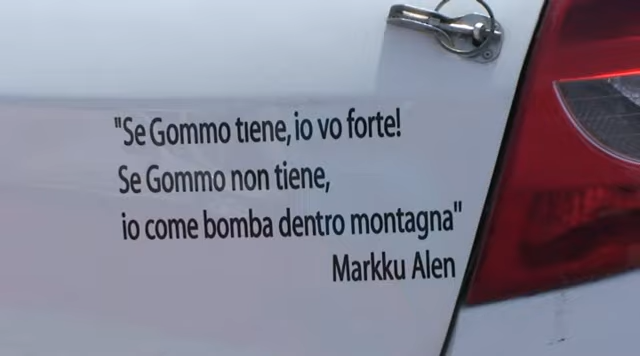 "Se Gommo tiene, io vo forte!
Se Gommo non tiene,
io come bomba dentro montagna"
Markku Alen